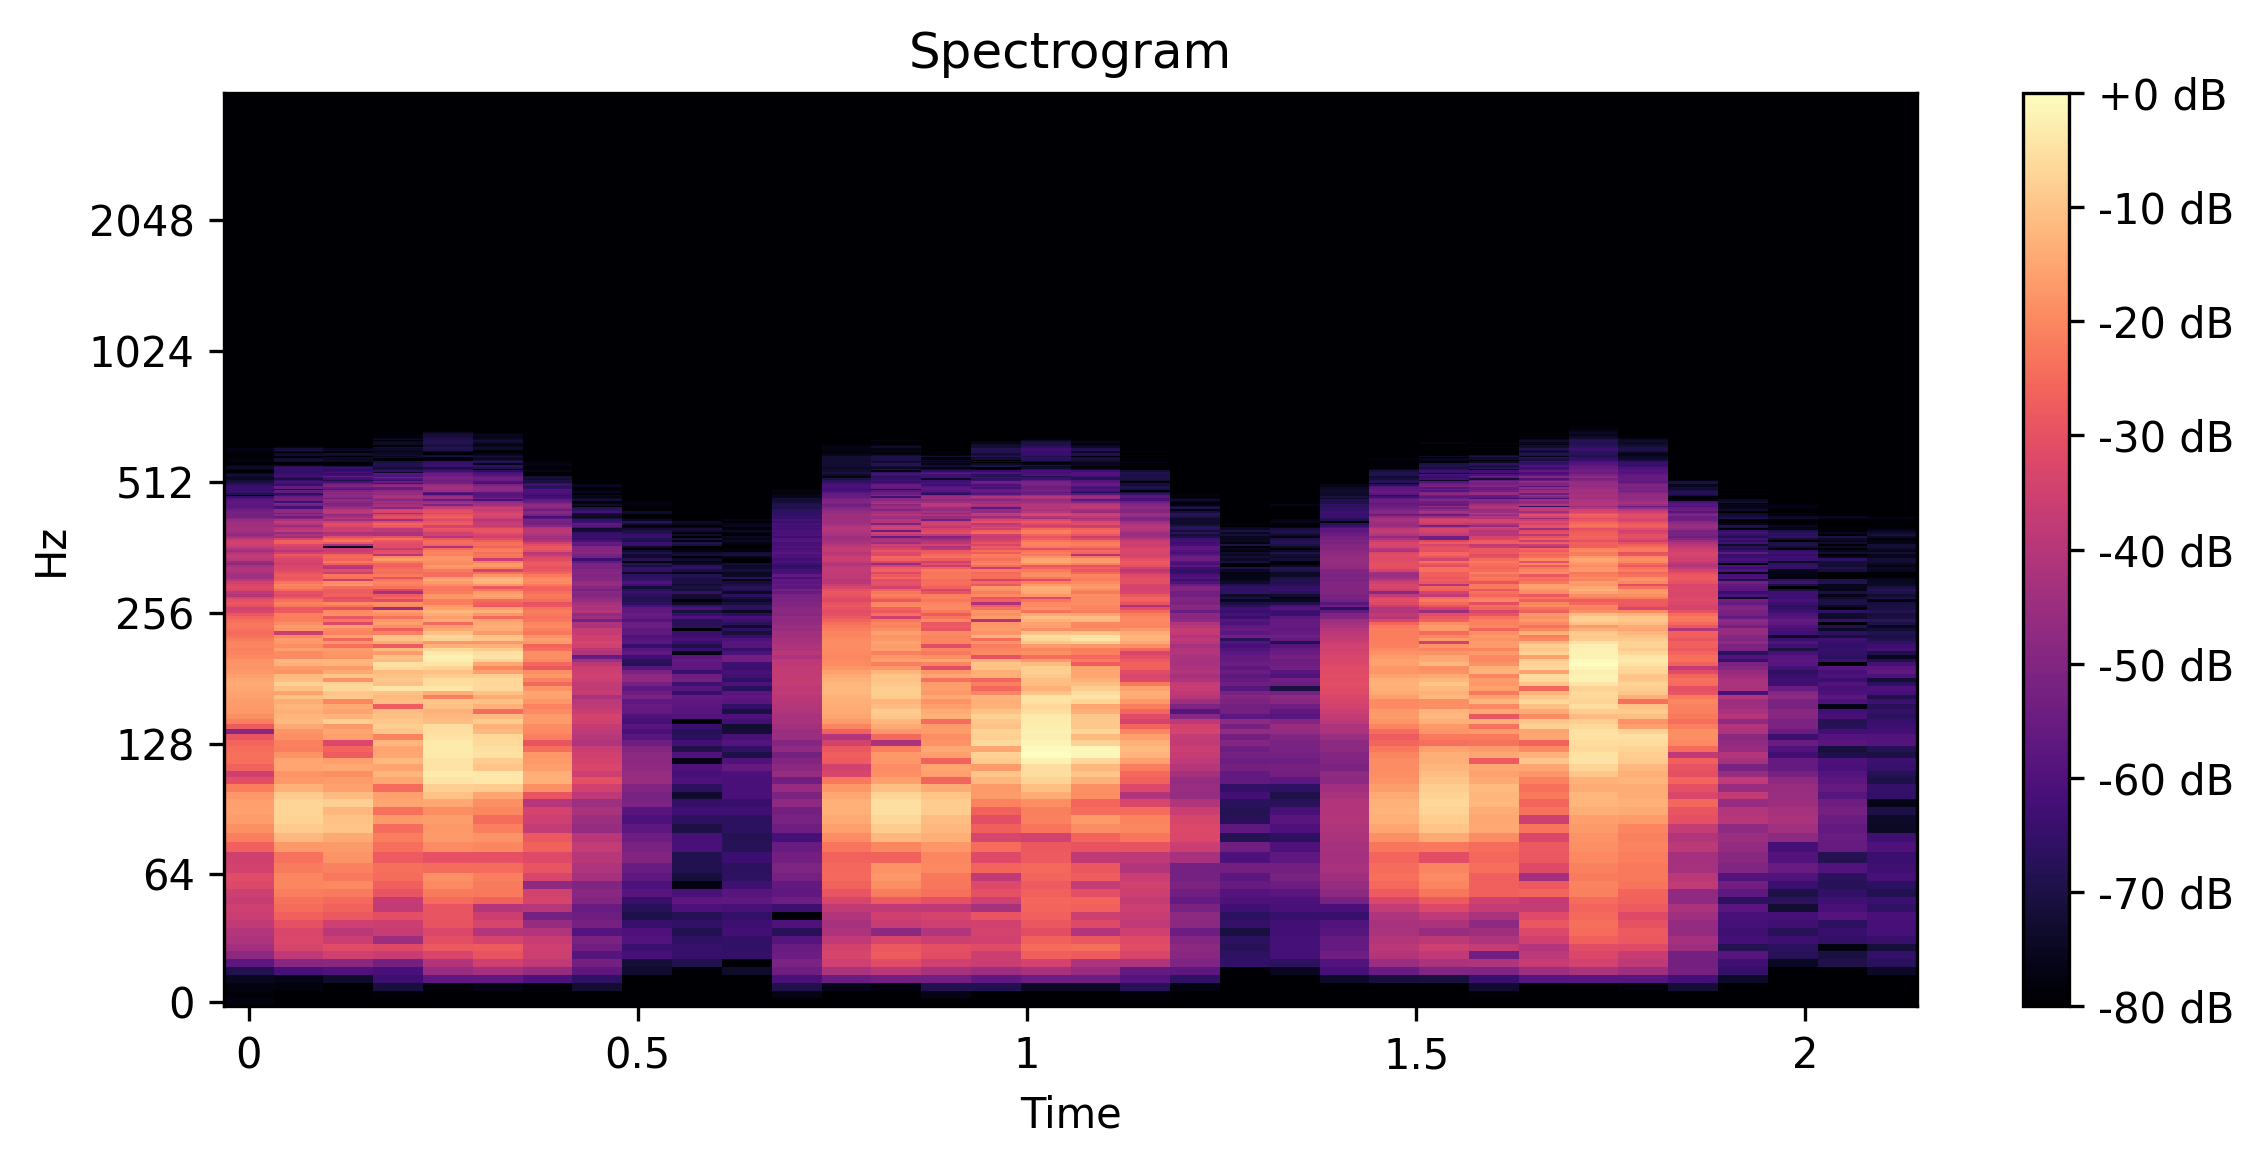 Spectrogram
+0 dB
-10 dB
-20 dB
-30 dB
-40 dB
-50 dB
-60 dB
-70 dB
-80 dB
Hz
2048
1024
512
256
128
64
0
0 0.5 1 1.5 2
Time